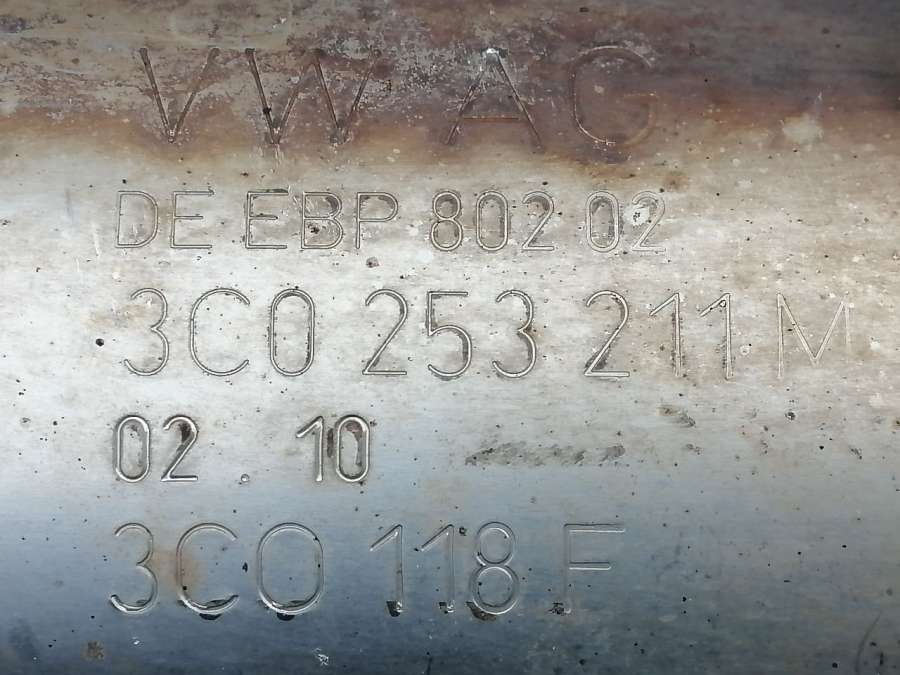 VW AG
DE EBP 802 02
3C0 253 211 M
02 . 10
3C0 118 F